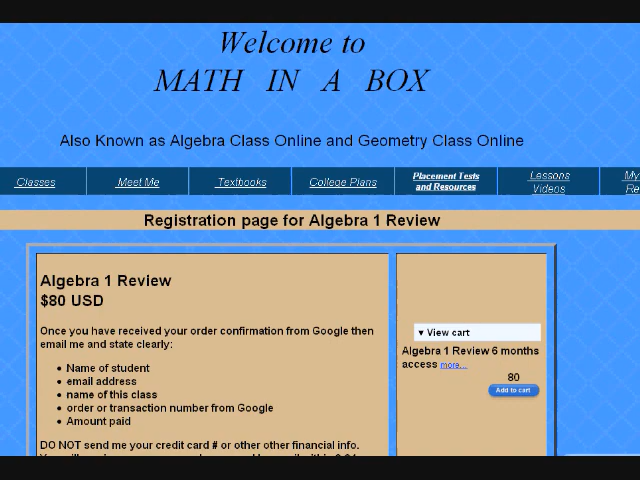 Welcome to
MATH IN A BOX
Also Known as Algebra Class Online and Geometry Class Online
Classes
Meet Me
Textbooks
College Plans
Placement Tests
and Resources
Lessons
Videos
My
Re
Registration page for Algebra 1 Review
Algebra 1 Review
$80 USD
Once you have received your order confirmation from Google then
email me and state clearly:
• Name of student
• email address
• name of this class
• order or transaction number from Google
• Amount paid
DO NOT send me your credit card # or other other financial info.
▾ View cart
Algebra 1 Review 6 months
access more...
80
Add to cart